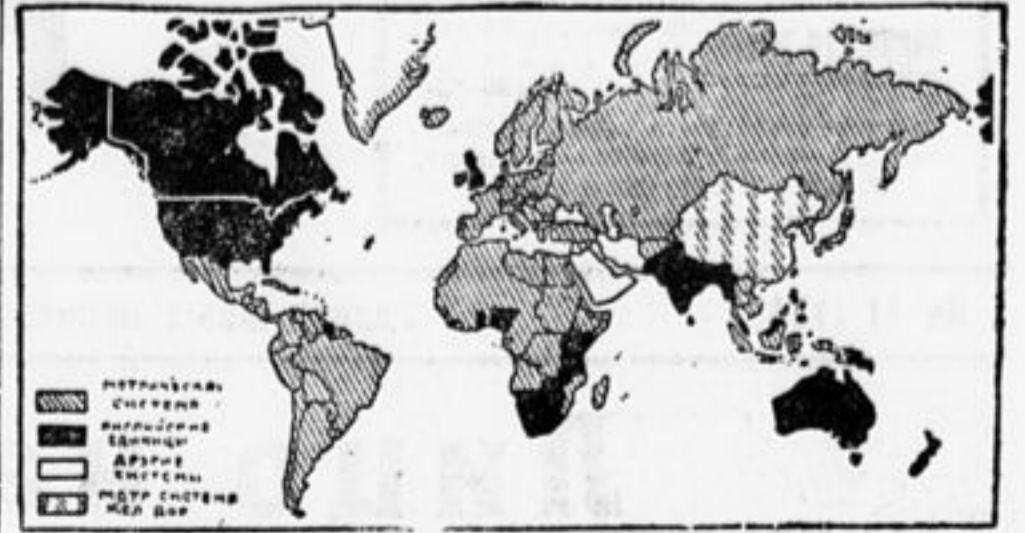 МЕТРИЧЕСКАЯ
СИСТЕМА
АНГЛИЙСКИЕ
ЕДИНИЦЫ
ДРУГИЕ
СИСТЕМЫ
МЕТР СИСТЕМА
ЖЕЛ ДОР